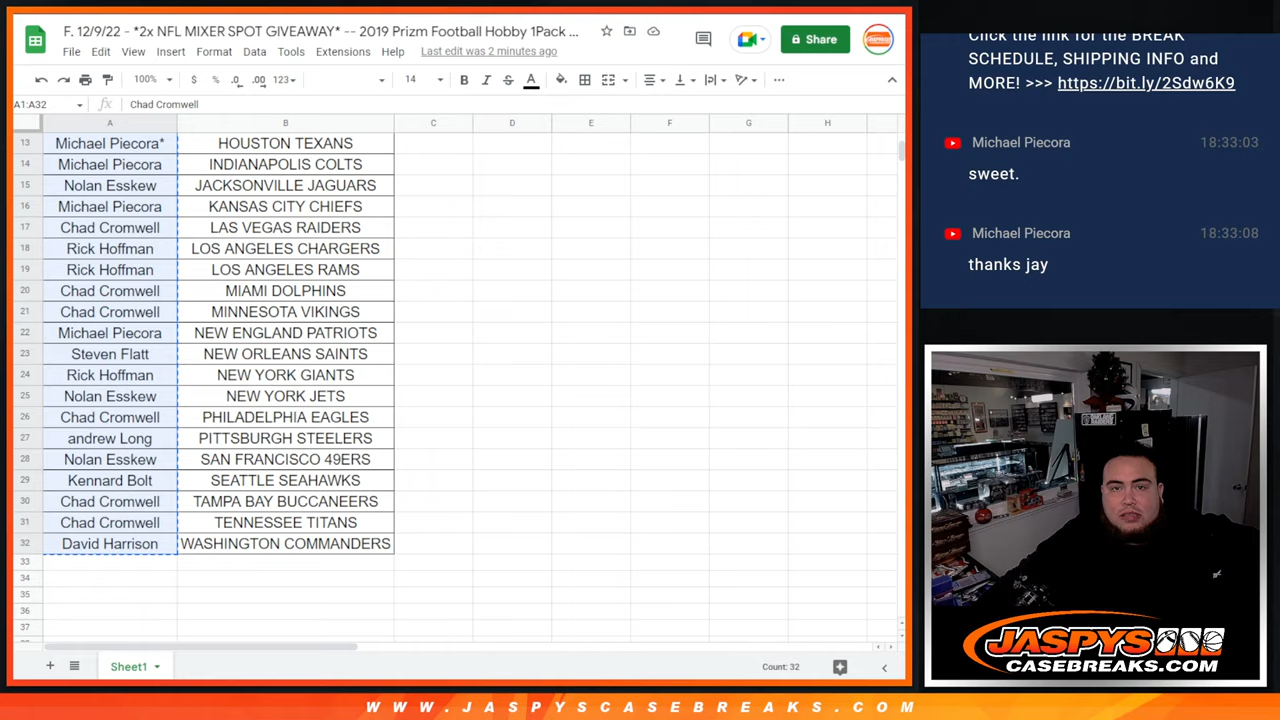 F. 12/9/22 - *2x NFL MIXER SPOT GIVEAWAY* -- 2019 Prizm Football Hobby 1Pack ...
Share
File Edit View Insert Format Data Tools Extensions Help Last edit was 2 minutes ago
100% $ % .0 .00 123 14 B I S A
A1:A32 fx Chad Cromwell
A B C D E F G H
13 Michael Piecora* HOUSTON TEXANS
14 Michael Piecora INDIANAPOLIS COLTS
15 Nolan Esskew JACKSONVILLE JAGUARS
16 Michael Piecora KANSAS CITY CHIEFS
17 Chad Cromwell LAS VEGAS RAIDERS
18 Rick Hoffman LOS ANGELES CHARGERS
19 Rick Hoffman LOS ANGELES RAMS
20 Chad Cromwell MIAMI DOLPHINS
21 Chad Cromwell MINNESOTA VIKINGS
22 Michael Piecora NEW ENGLAND PATRIOTS
23 Steven Flatt NEW ORLEANS SAINTS
24 Rick Hoffman NEW YORK GIANTS
25 Nolan Esskew NEW YORK JETS
26 Chad Cromwell PHILADELPHIA EAGLES
27 andrew Long PITTSBURGH STEELERS
28 Nolan Esskew SAN FRANCISCO 49ERS
29 Kennard Bolt SEATTLE SEAHAWKS
30 Chad Cromwell TAMPA BAY BUCCANEERS
31 Chad Cromwell TENNESSEE TITANS
32 David Harrison WASHINGTON COMMANDERS
33
34
35
36
37
Sheet1
Count: 32
Click the link for the BREAK
SCHEDULE, SHIPPING INFO and
MORE! >>> https://bit.ly/2Sdw6K9
Michael Piecora 18:33:03
sweet.
Michael Piecora 18:33:08
thanks jay
JASPYS
CASEBREAKS.COM
WWW.JASPYSCASEBREAKS.COM